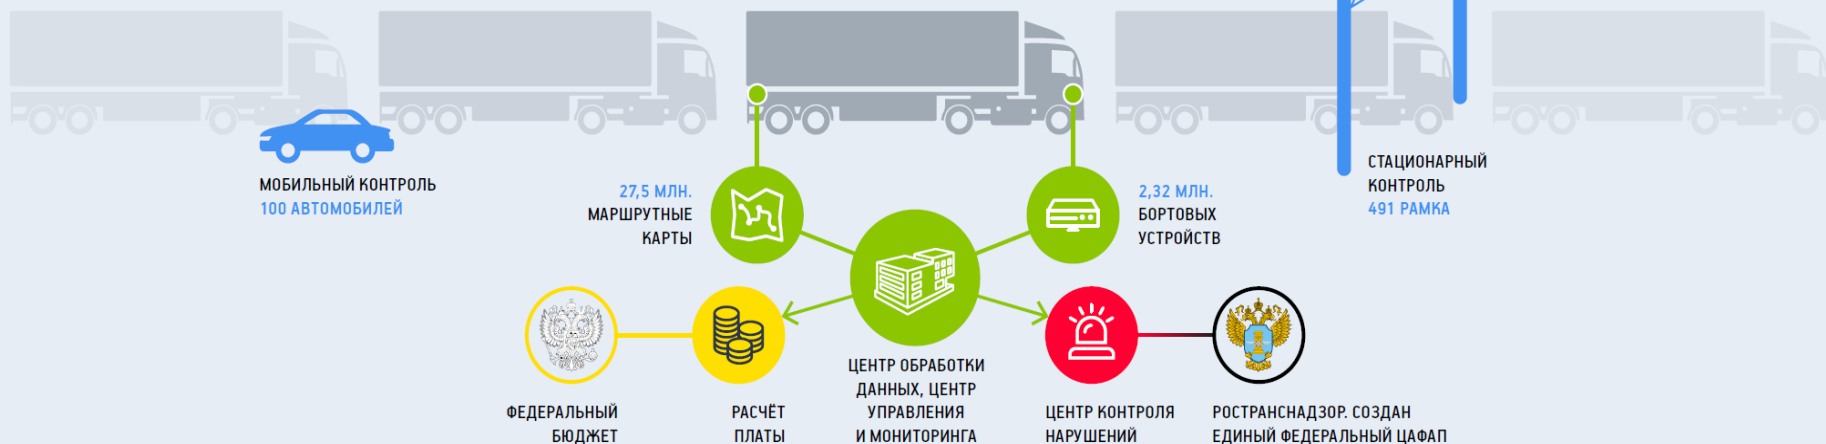 МОБИЛЬНЫЙ КОНТРОЛЬ
100 АВТОМОБИЛЕЙ
27,5 МЛН.
МАРШРУТНЫЕ
КАРТЫ
2,32 МЛН.
БОРТОВЫХ
УСТРОЙСТВ
СТАЦИОНАРНЫЙ
КОНТРОЛЬ
491 РАМКА
ФЕДЕРАЛЬНЫЙ
БЮДЖЕТ
РАСЧЁТ
ПЛАТЫ
ЦЕНТР ОБРАБОТКИ
ДАННЫХ, ЦЕНТР
УПРАВЛЕНИЯ
И МОНИТОРИНГА
ЦЕНТР КОНТРОЛЯ
НАРУШЕНИЙ
РОСТРАНСНАДЗОР. СОЗДАН
ЕДИНЫЙ ФЕДЕРАЛЬНЫЙ ЦАФАП